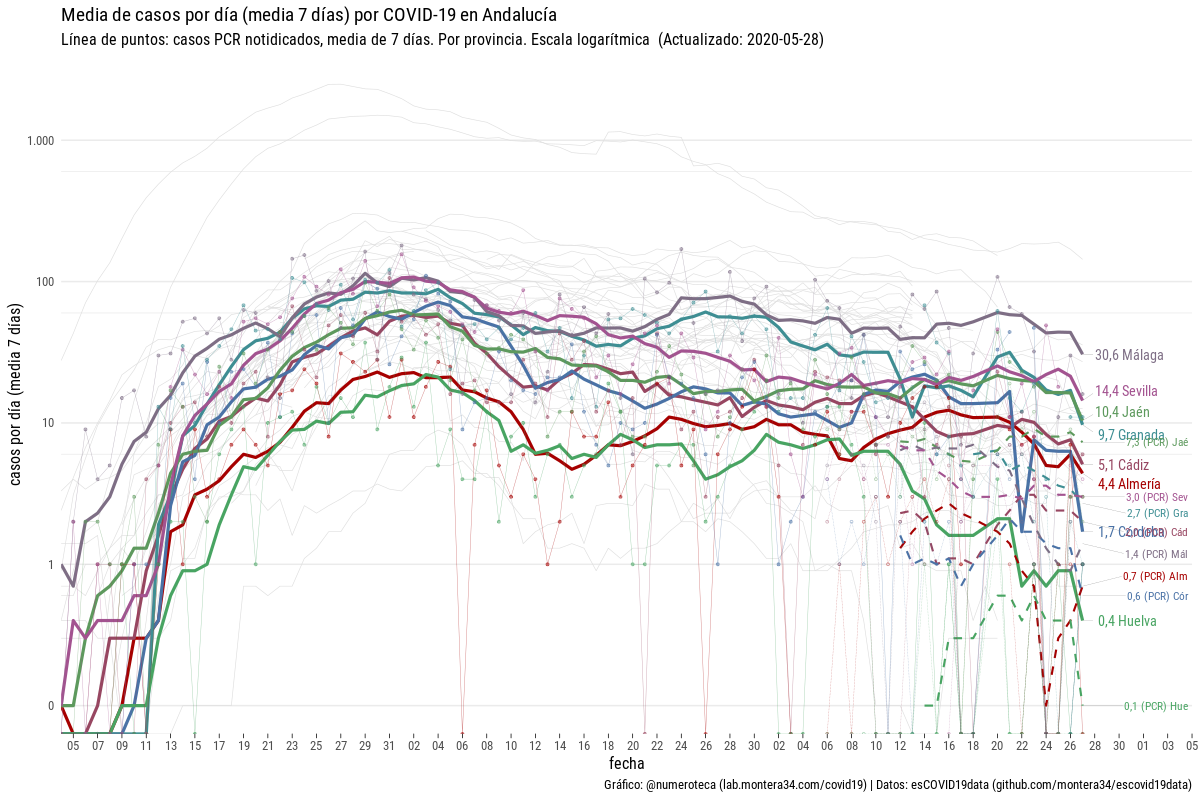 Media de casos por día (media 7 días) por COVID-19 en Andalucía
Línea de puntos: casos PCR notidicados, media de 7 días. Por provincia. Escala logarítmica (Actualizado: 2020-05-28)
casos por día (media 7 días)
1.000
100
10
1
0
30,6 Málaga
14,4 Sevilla
10,4 Jaén
9,7 Granada
7,3 (PCR) Jaé
5,1 Cádiz
4,4 Almería
3,0 (PCR) Sev
2,7 (PCR) Gra
1,7 Córdoba
(PCR) Cád
1,4 (PCR) Mál
0,7 (PCR) Alm
0,6 (PCR) Cór
0,4 Huelva
0,1 (PCR) Hue
05 07 09 11 13 15 17 19 21 23 25 27 29 31 02 04 06 08 10 12 14 16 18 20 22 24 26 28 30 02 04 06 08 10 12 14 16 18 20 22 24 26 28 30 01 03 05
fecha
Gráfico: @numeroteca (lab.montera34.com/covid19) | Datos: esCOVID19data (github.com/montera34/escovid19data)